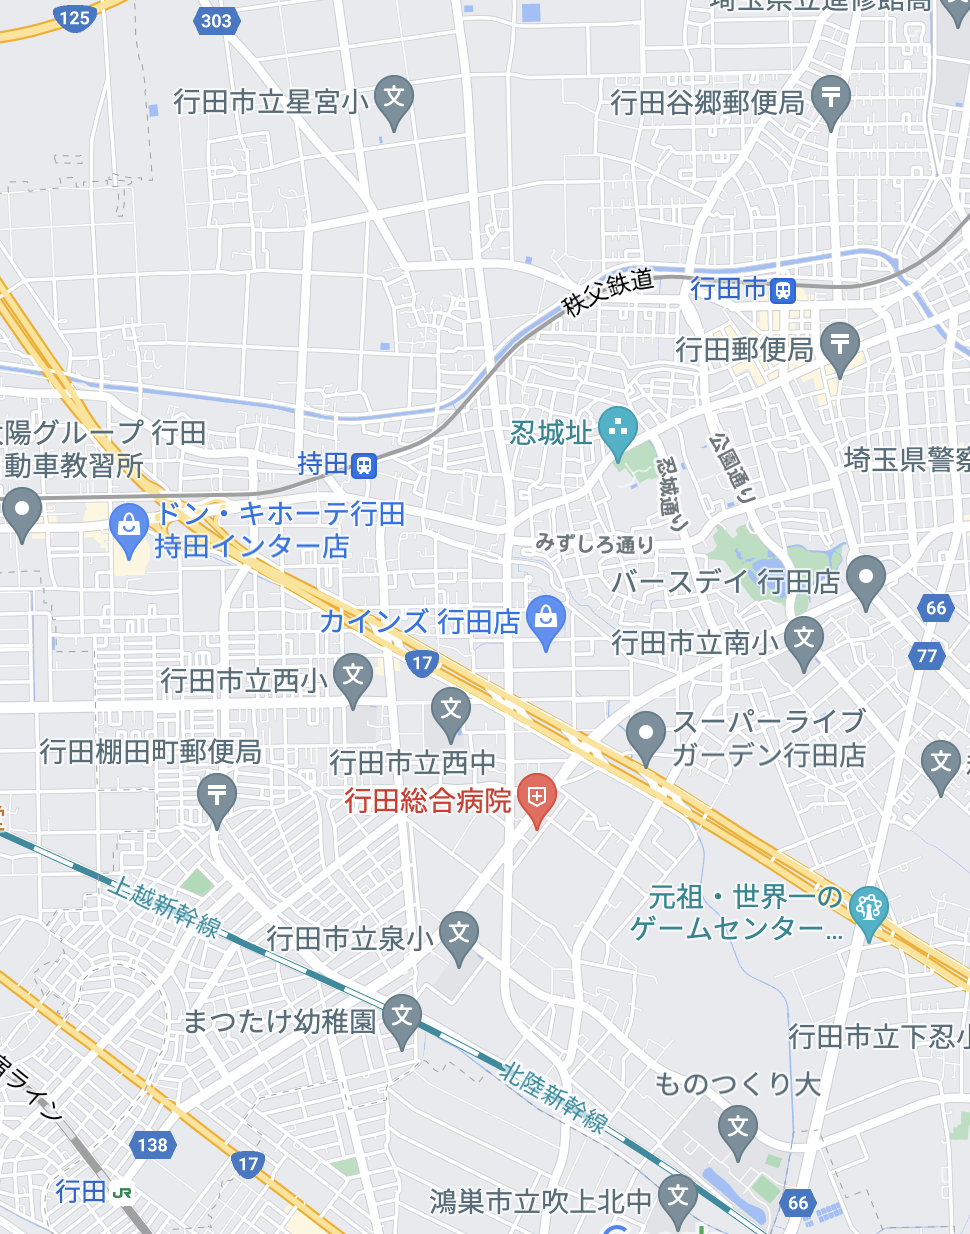 125
303
行田市立星宮小
行田谷郷郵便局
秩父鉄道
行田市
行田郵便局
忍城址
公園通り
忍城通り
埼玉県警察
陽グループ 行田
動車教習所
持田
ドン・キホーテ行田
持田インター店
みずしろ通り
バースデイ 行田店
66
カインズ 行田店
行田市立南小
77
17
行田市立西小
行田市立西中
スーパーライブ
ガーデン行田店
行田棚田町郵便局
行田総合病院
上越新幹線
元祖・世界一の
ゲームセンター...
行田市立泉小
まつたけ幼稚園
行田市立下忍小
北陸新幹線
ものつくり大
宿ライン
138
17
行田
JR
鴻巣市立吹上北中
66